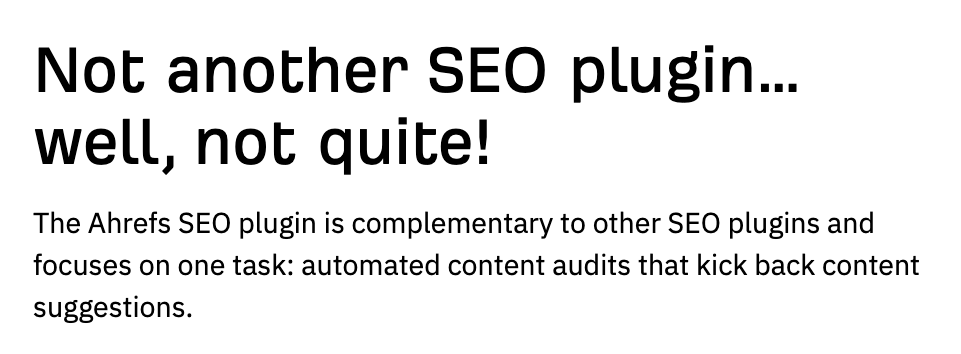 Not another SEO plugin...
well, not quite!
The Ahrefs SEO plugin is complementary to other SEO plugins and
focuses on one task: automated content audits that kick back content
suggestions.